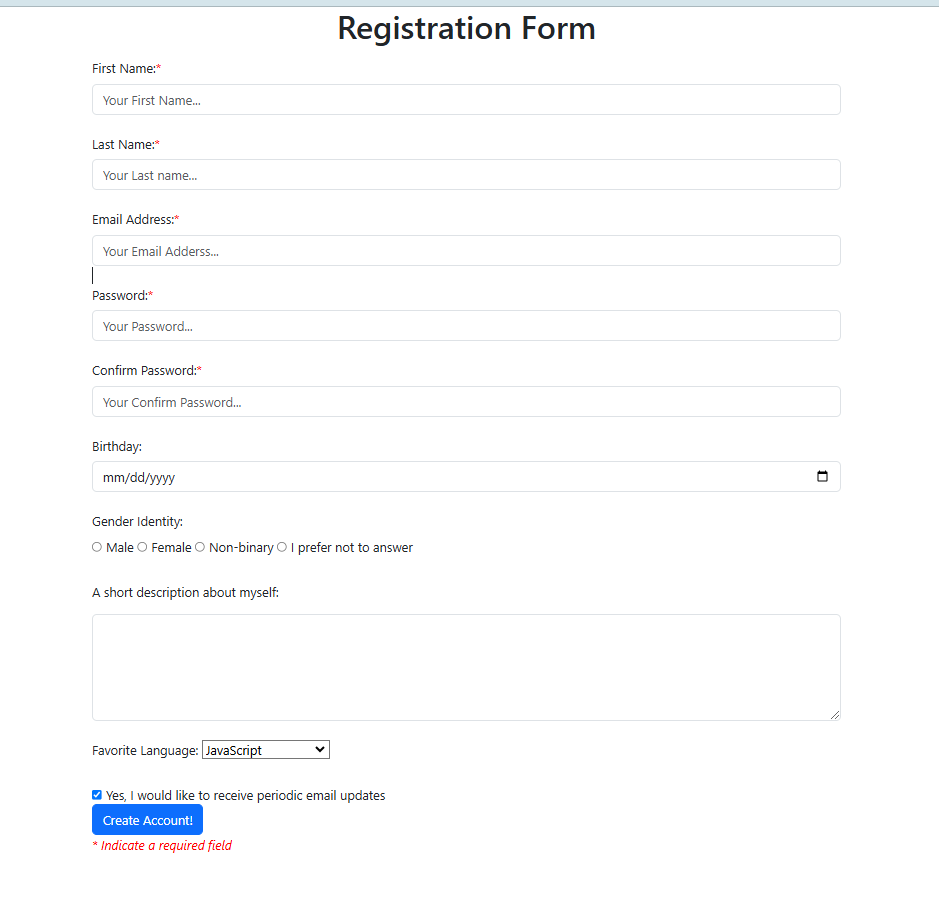 Registration Form
First Name:*
Your First Name...
Last Name:*
Your Last name...
Email Address:*
Your Email Adderss...
Password:*
Your Password...
Confirm Password:*
Your Confirm Password...
Birthday:
mm/dd/yyyy
Gender Identity:
Male Female Non-binary I prefer not to answer
A short description about myself:
Favorite Language: JavaScript
Yes, I would like to receive periodic email updates
Create Account!
* Indicate a required field